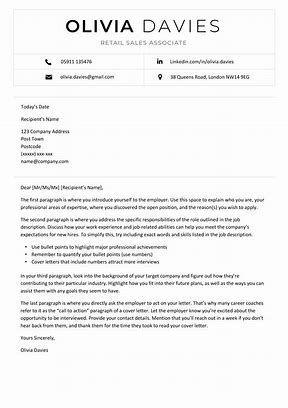 OLIVIA DAVIES
RETAIL SALES ASSOCIATE
05911 135476
Linkedin.com/in/olivia.davies
olivia.davies@gmail.com
38 Queens Road, London NW14 9EG
Today's Date
Recipient's Name
123 Company Address
Post Town
Postcode
(xxxx) xxx-xxx
name@company.com
Dear [Mr/Ms/Mx] [Recipient's Name],
The first paragraph is where you introduce yourself to the employer. Use this space to explain who you are, your
professional areas of expertise, where you discovered the open position, and the reason(s) you wish to apply.
The second paragraph is where you address the specific responsibilities of the role outlined in the job
description. Discuss how your work experience and job-related abilities can help you meet the company's
expectations for new hires. To simplify this, try including exact words and skills listed in the job description.
• Use bullet points to highlight major professional achievements
• Remember to quantify your bullet points (use numbers)
• Cover letters that include numbers attract more interviews
In your third paragraph, look into the background of your target company and figure out how they're
contributing to their particular industry. Highlight how you fit into their future plans, as well as the ways you can
assist them with any goals they seem to have.
The last paragraph is where you directly ask the employer to act on your letter. This is why many career coaches
refer to it as the "call to action" paragraph of a cover letter. Let the employer know you're excited about the
opportunity to be interviewed. Provide your contact details. Mention you'll reach out in a week if you don't
hear back from them, and thank them for the time they took to read your cover letter.
Yours Sincerely,
Olivia Davies